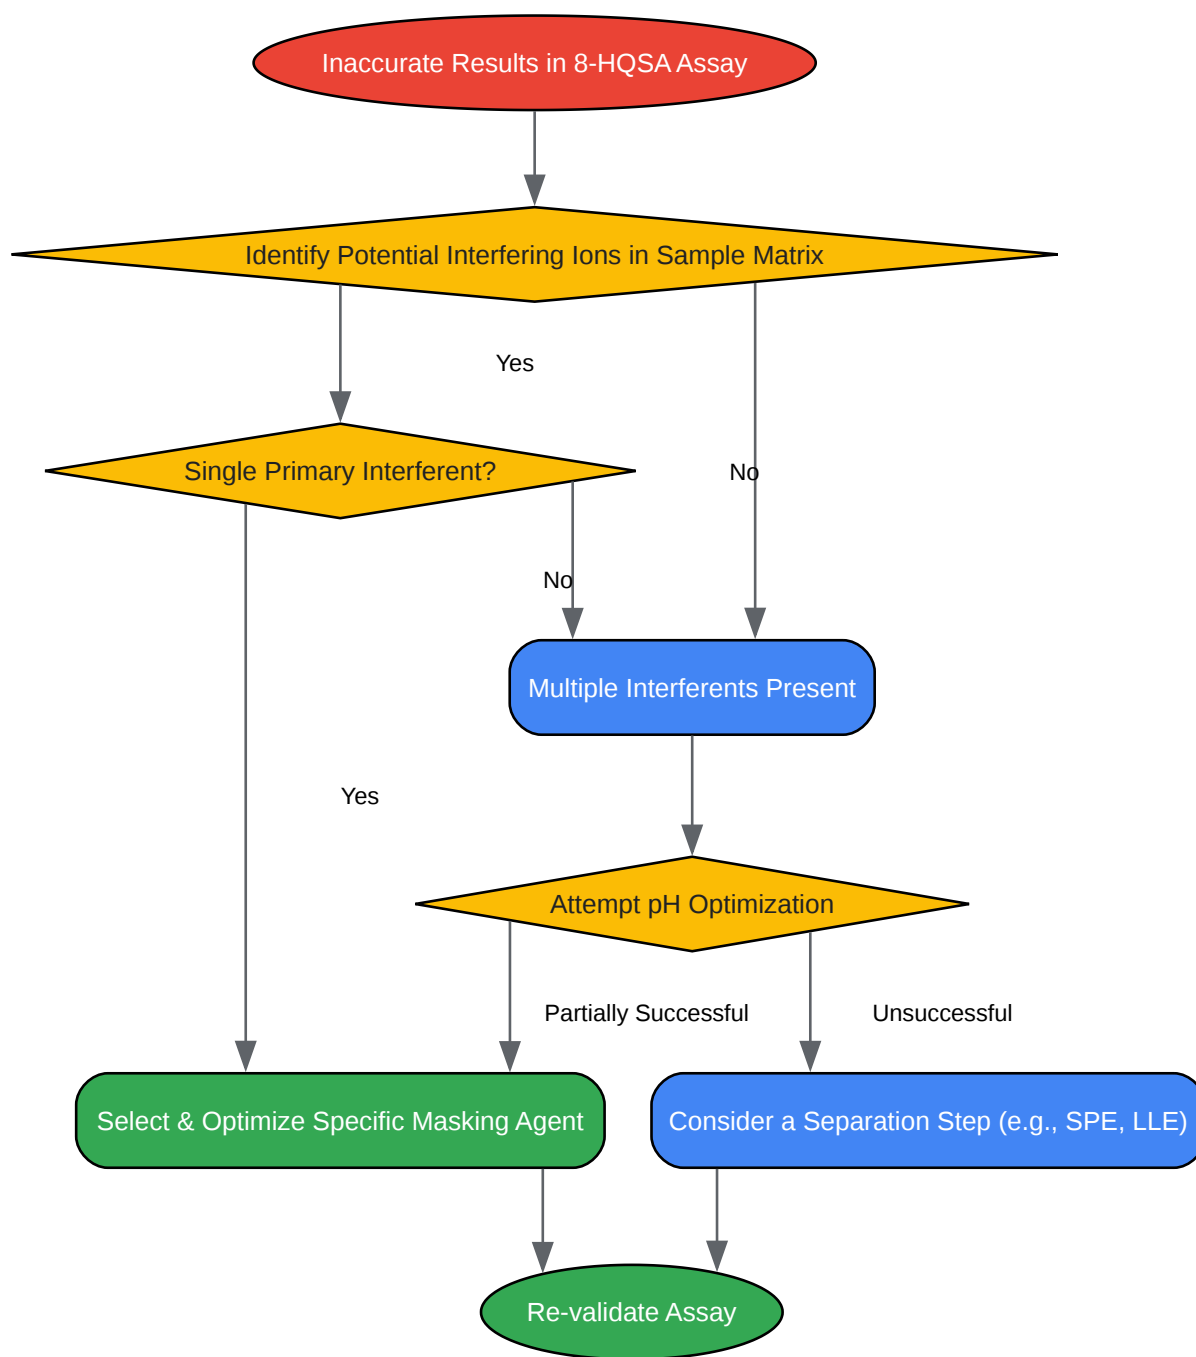 Inaccurate Results in 8-HQSA Assay
Identify Potential Interfering Ions in Sample Matrix
Yes
Single Primary Interferent?
No
No
Multiple Interferents Present
Yes
Attempt pH Optimization
Partially Successful
Unsuccessful
Select & Optimize Specific Masking Agent
Consider a Separation Step (e.g., SPE, LLE)
Re-validate Assay